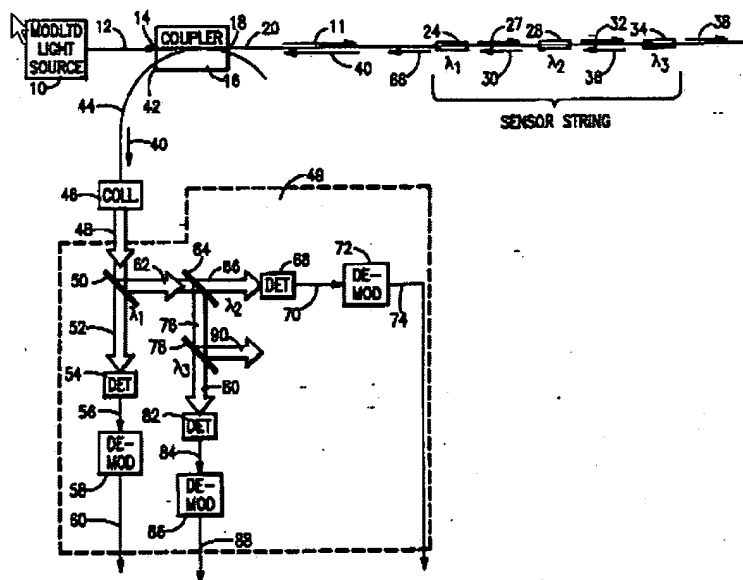 MODLTD
LIGHT
SOURCE
10
12
14
COUPLER
16
18
20
11
40
66
24
λ1
27
30
28
λ2
32
36
34
λ3
38
SENSOR STRING
42
44
40
46
COLL.
48
49
50
λ1
62
64
66
λ2
68
DET
70
72
DE-
MOD
74
52
76
78
λ3
90
80
54
DET
56
DE-
MOD
58
60
82
DET
84
DE-
MOD
86
88